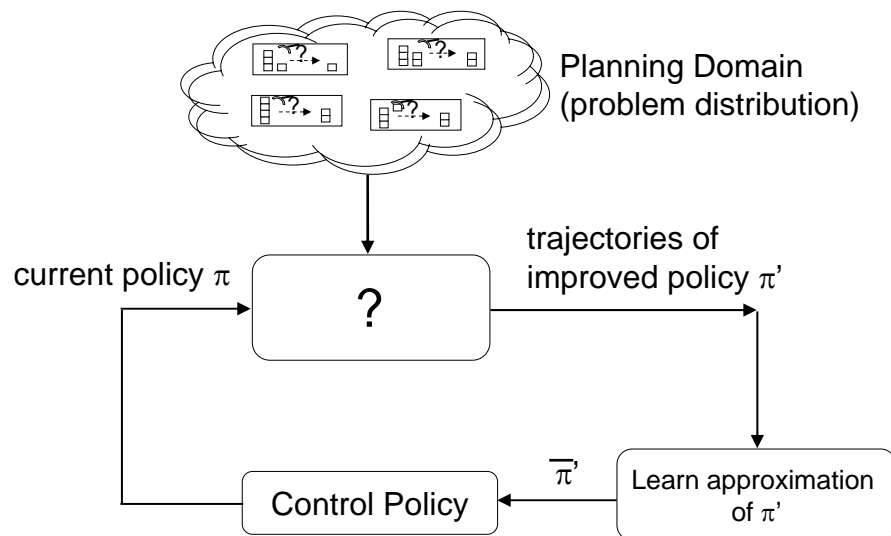 ?
?
?
?
Planning Domain
(problem distribution)
current policy π
?
trajectories of
improved policy π’
π̅’
Control Policy
Learn approximation
of π’